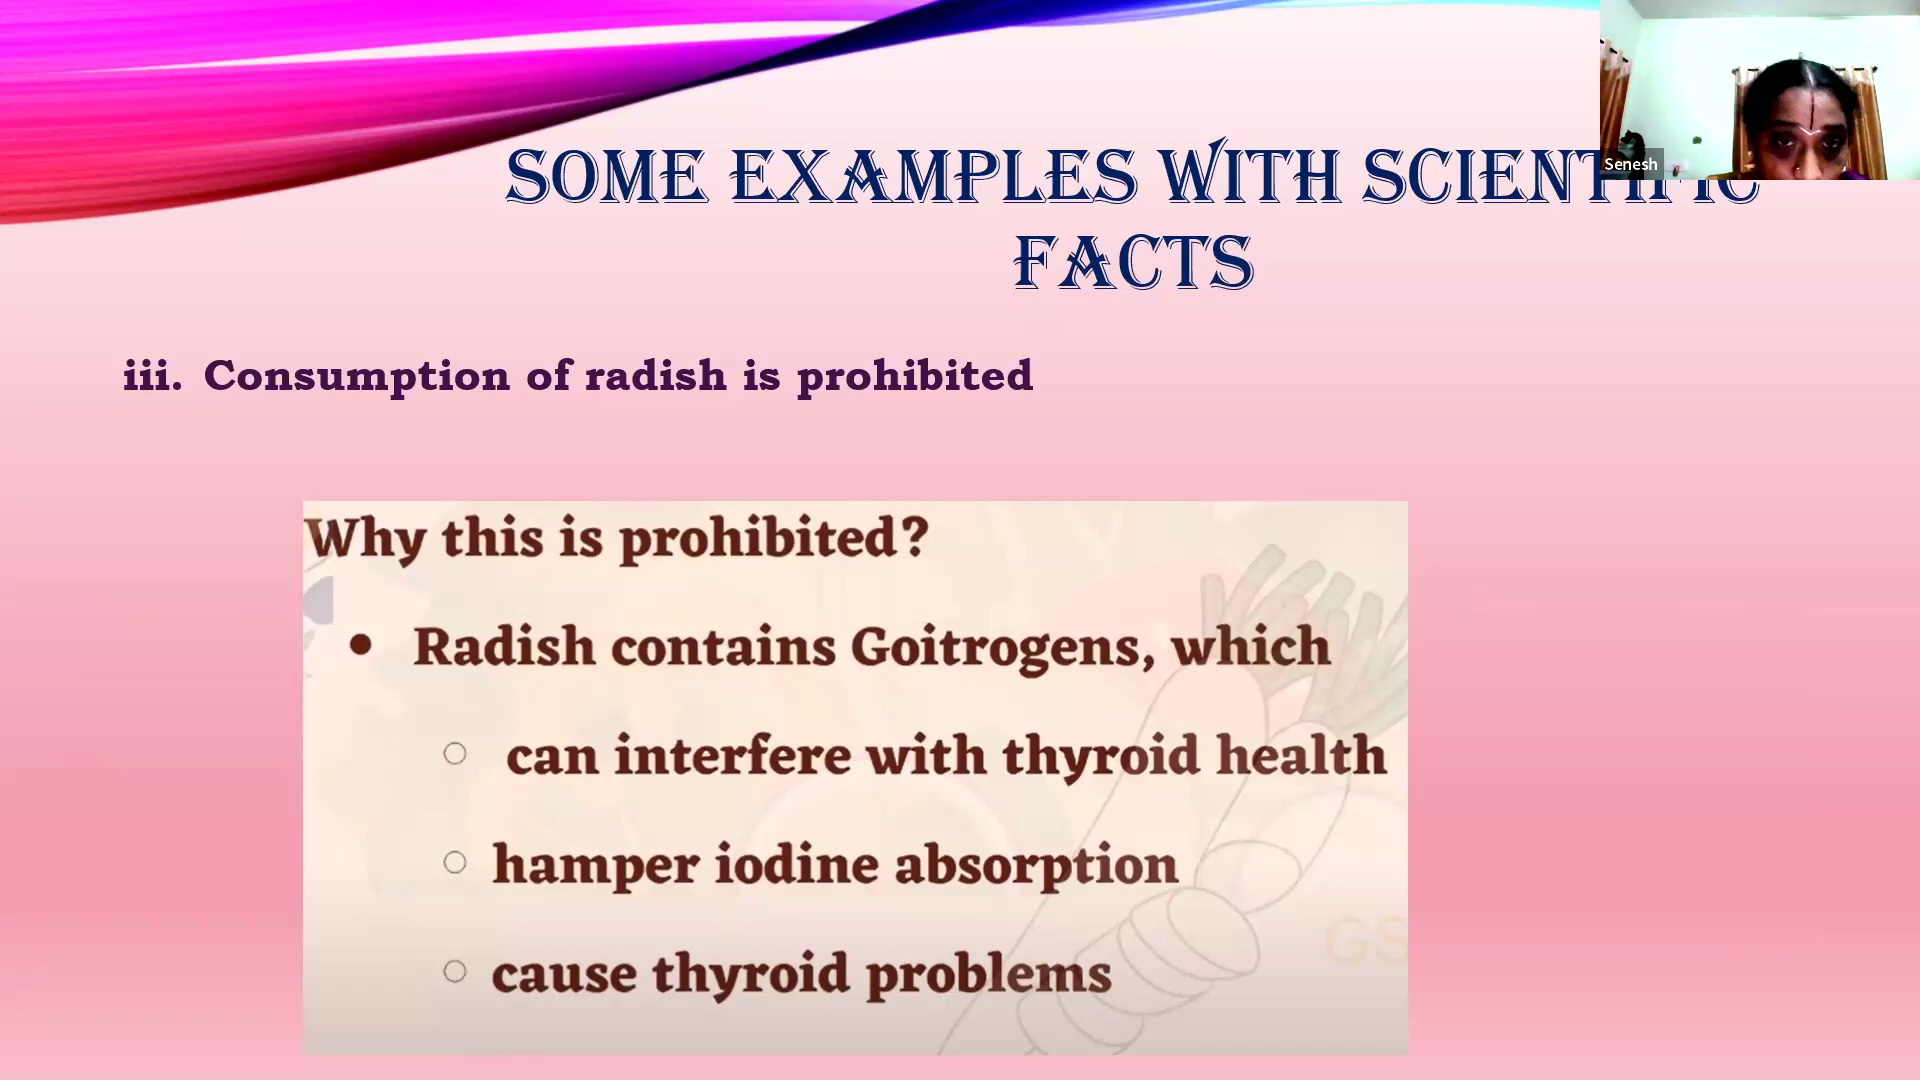 SOME EXAMPLES WITH SCIENTIFIC
FACTS
Senesh
iii. Consumption of radish is prohibited
Why this is prohibited?
• Radish contains Goitrogens, which
○ can interfere with thyroid health
○ hamper iodine absorption
GS
○ cause thyroid problems